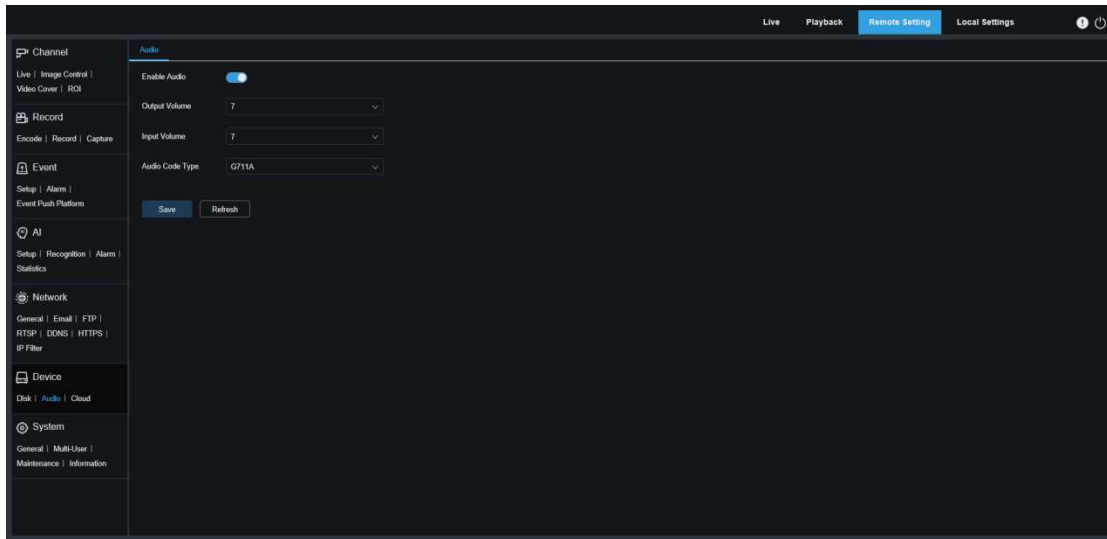 Live Playback Remote Setting Local Settings
Channel
Live | Image Control |
Video Cover | ROI
Record
Encode | Record | Capture
Event
Setup | Alarm |
Event Push Platform
AI
Setup | Recognition | Alarm |
Statistics
Network
General | Email | FTP |
RTSP | DDNS | HTTPS |
IP Filter
Device
Disk | Audio | Cloud
System
General | Multi-User |
Maintenance | Information
Audio
Enable Audio
Output Volume 7
Input Volume 7
Audio Code Type G711A
Save Refresh